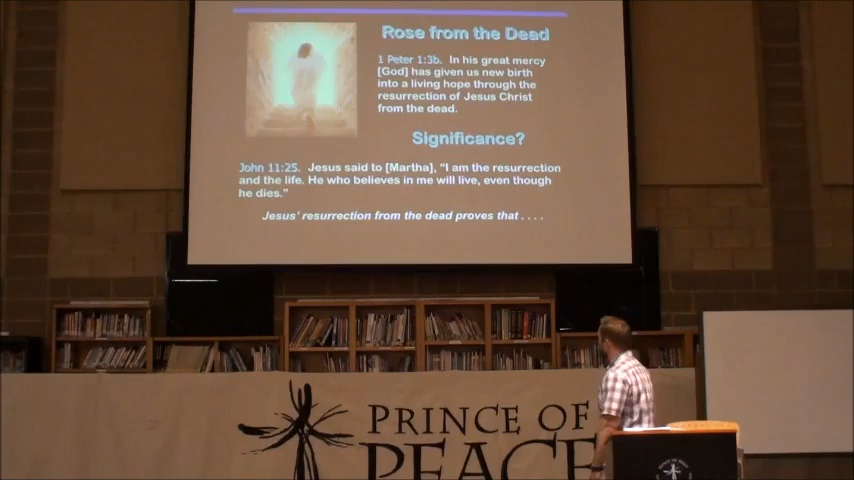 Rose from the Dead
1 Peter 1:3b. In his great mercy
[God] has given us new birth
into a living hope through the
resurrection of Jesus Christ
from the dead.
Significance?
John 11:25. Jesus said to [Martha], “I am the resurrection
and the life. He who believes in me will live, even though
he dies.”
Jesus’ resurrection from the dead proves that . . . .
PRINCE OF
PEACE